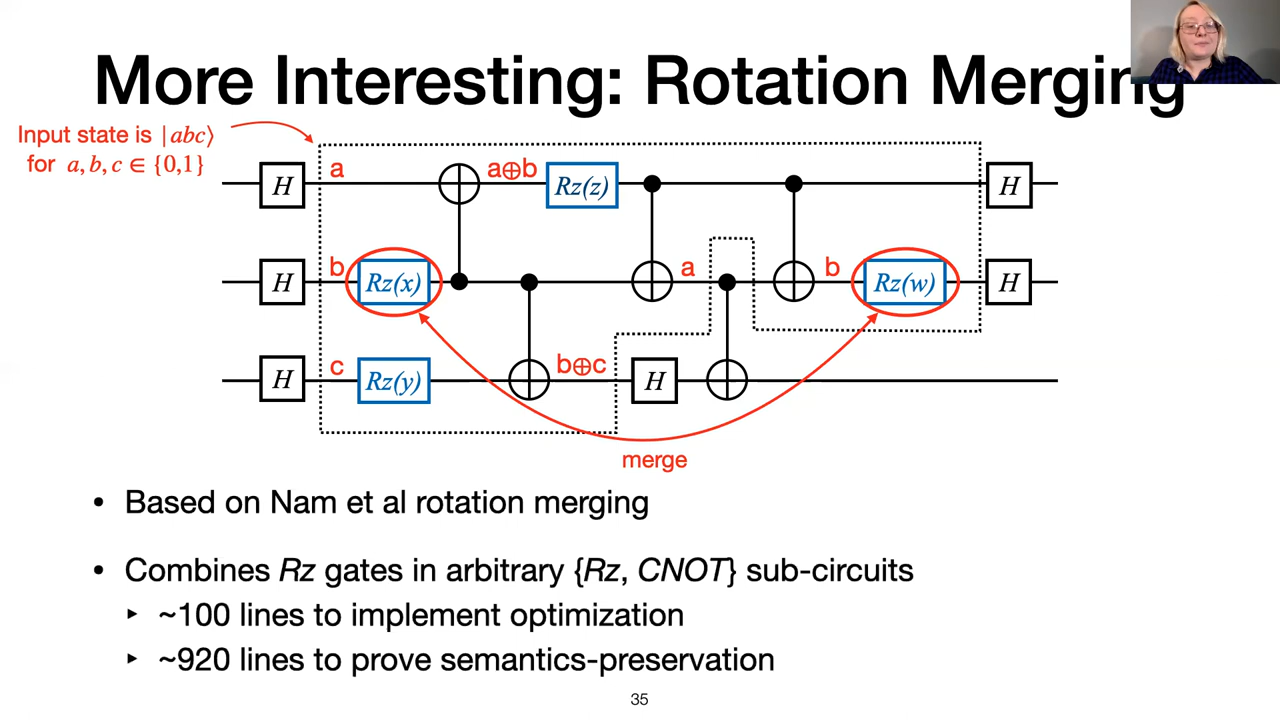 More Interesting: Rotation Merging
Input state is |abc⟩
for a, b, c ∈ {0,1}
H a a⊕b Rz(z) H
H b Rz(x) a b Rz(w) H
H c Rz(y) b⊕c H
merge
• Based on Nam et al rotation merging
• Combines Rz gates in arbitrary {Rz, CNOT} sub-circuits
‣ ~100 lines to implement optimization
‣ ~920 lines to prove semantics-preservation
35